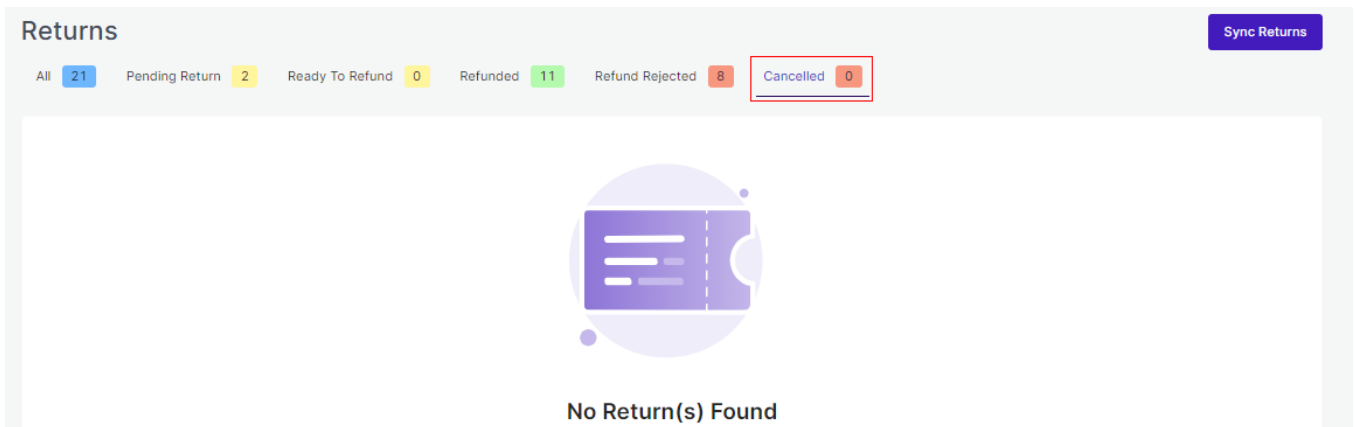 Returns
Sync Returns
All 21 Pending Return 2 Ready To Refund 0 Refunded 11 Refund Rejected 8 Cancelled 0
No Return(s) Found